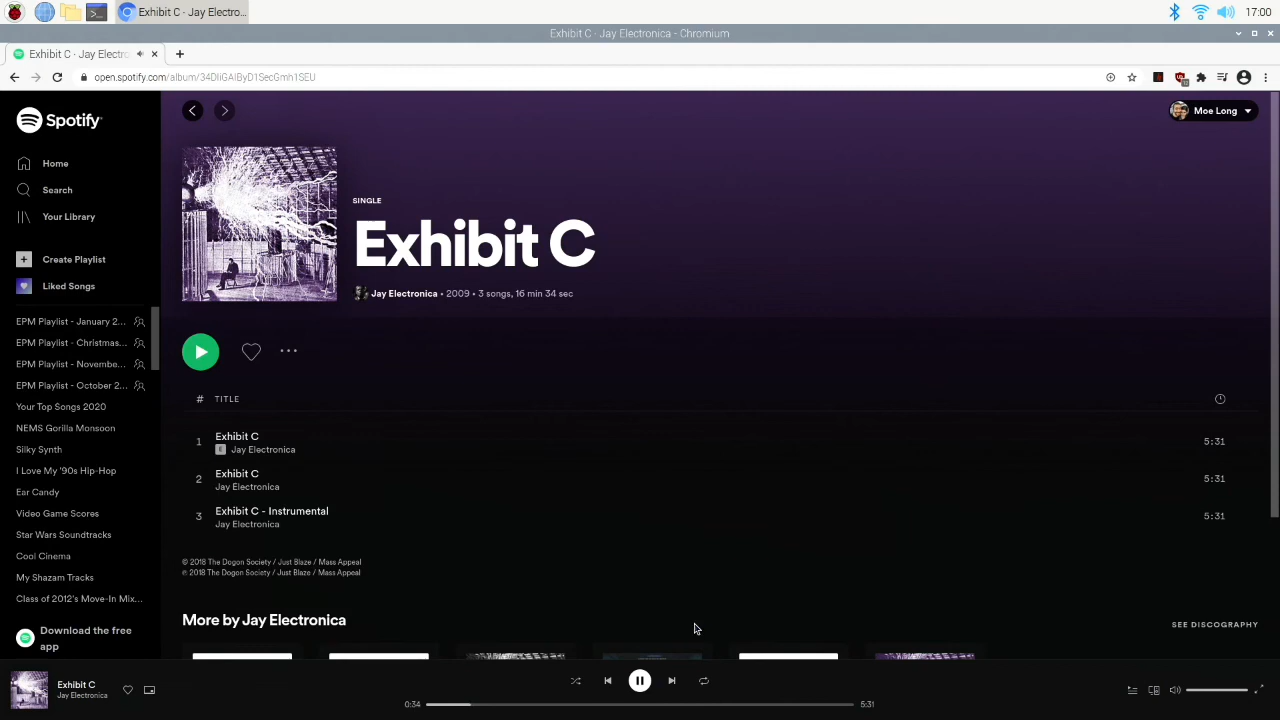 Exhibit C · Jay Electro...
17:00
Exhibit C · Jay Electronica - Chromium
Exhibit C · Jay Electronic
open.spotify.com/album/
Spotify
Moe Long
Home
Search
Your Library
Create Playlist
Liked Songs
EPM Playlist - January 2...
EPM Playlist - Christmas...
EPM Playlist - Novembe...
EPM Playlist - October 2...
Your Top Songs 2020
NEMS Gorilla Monsoon
Silky Synth
I Love My '90s Hip-Hop
Ear Candy
Video Game Scores
Star Wars Soundtracks
Cool Cinema
My Shazam Tracks
Class of 2012's Move-In Mix...
Download the free
app
SINGLE
Exhibit C
Jay Electronica • 2009 • 3 songs, 16 min 34 sec
# TITLE
1 Exhibit C 5:31
E Jay Electronica
2 Exhibit C 5:31
Jay Electronica
3 Exhibit C - Instrumental 5:31
Jay Electronica
© 2018 The Dogon Society / Just Blaze / Mass Appeal
℗ 2018 The Dogon Society / Just Blaze / Mass Appeal
More by Jay Electronica
SEE DISCOGRAPHY
Exhibit C
Jay Electronica
0:34
5:31